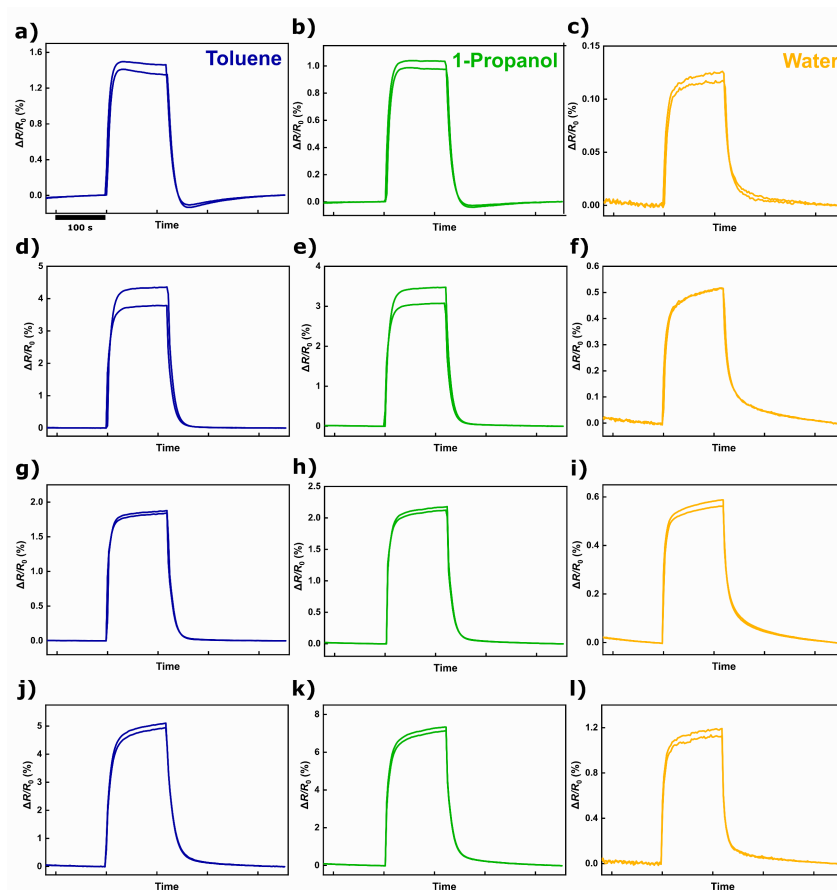 a)
Toluene
1.6
1.2
0.8
0.4
0.0
ΔR/R0 (%)
100 s
Time
b)
1-Propanol
1.0
0.8
0.6
0.4
0.2
0.0
ΔR/R0 (%)
Time
c)
Water
0.15
0.10
0.05
0.00
ΔR/R0 (%)
Time
d)
5
4
3
2
1
0
ΔR/R0 (%)
Time
e)
4
3
2
1
0
ΔR/R0 (%)
Time
f)
0.6
0.5
0.4
0.3
0.2
0.1
0.0
ΔR/R0 (%)
Time
g)
2.0
1.5
1.0
0.5
0.0
ΔR/R0 (%)
Time
h)
2.5
2.0
1.5
1.0
0.5
0.0
ΔR/R0 (%)
Time
i)
0.6
0.4
0.2
0.0
ΔR/R0 (%)
Time
j)
5
4
3
2
1
0
ΔR/R0 (%)
Time
k)
8
6
4
2
0
ΔR/R0 (%)
Time
l)
1.2
0.8
0.4
0.0
ΔR/R0 (%)
Time